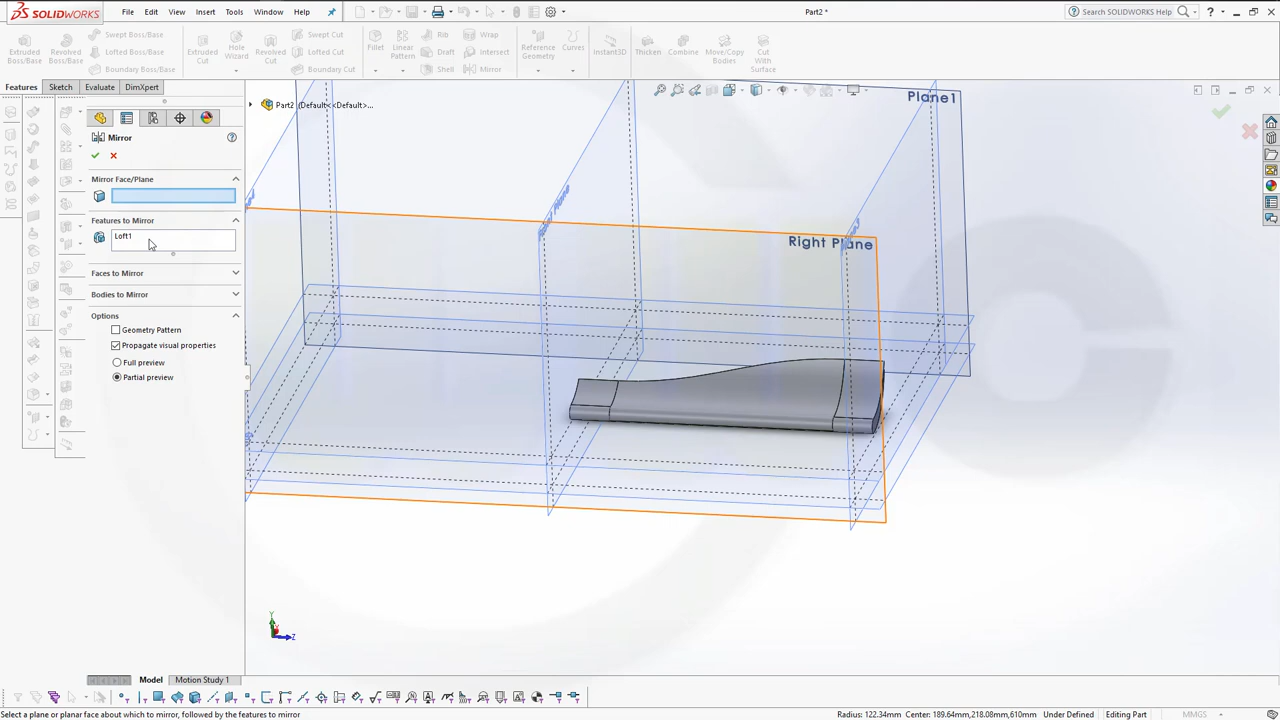 SOLIDWORKS
File Edit View Insert Tools Window Help
Part2 *
Search SOLIDWORKS Help
Extruded Boss/Base
Revolved Boss/Base
Swept Boss/Base
Lofted Boss/Base
Boundary Boss/Base
Extruded Cut
Hole Wizard
Revolved Cut
Swept Cut
Lofted Cut
Boundary Cut
Fillet
Linear Pattern
Rib
Draft
Shell
Wrap
Intersect
Mirror
Reference Geometry
Curves
Instant3D
Thicken
Combine
Move/Copy Bodies
Cut With Surface
Features Sketch Evaluate DimXpert
Part2 (Default<<Default>...
Mirror
Mirror Face/Plane
Features to Mirror
Loft1
Faces to Mirror
Bodies to Mirror
Options
Geometry Pattern
Propagate visual properties
Full preview
Partial preview
Plane1
Right Plane
Y
Z
Model Motion Study 1
Select a plane or planar face about which to mirror, followed by the features to mirror
Radius: 122.34mm Center: 189.64mm,218.08mm,610mm Under Defined Editing Part MMGS